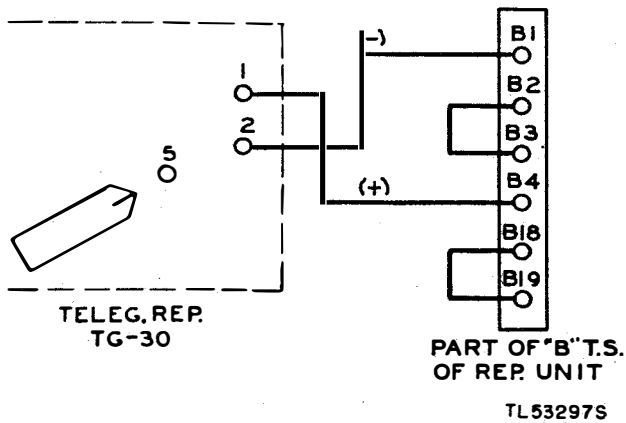 1
2
5
-)
(+)
B1
B2
B3
B4
B18
B19
TELEG. REP.
TG-30
PART OF "B" T.S.
OF REP. UNIT
TL53297S